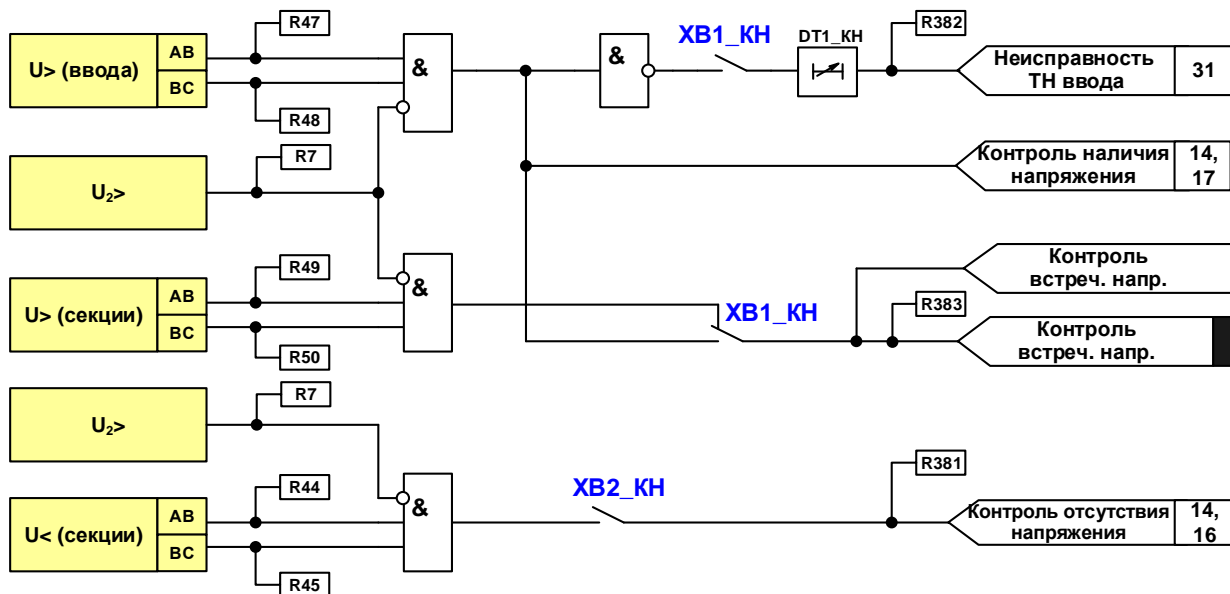 R47
R382
ХВ1_КН
DT1_КН
АВ
&
&
Неисправность
U> (ввода)
31
ВС
ТН ввода
R48
R7
Контроль наличия
14,
U₂>
напряжения
17
R49
Контроль
&
встреч. напр.
АВ
ХВ1_КН
R383
U> (секции)
ВС
Контроль
встреч. напр.
R50
R7
U₂>
R381
R44
ХВ2_КН
&
АВ
Контроль отсутствия
14,
U< (секции)
напряжения
16
ВС
R45